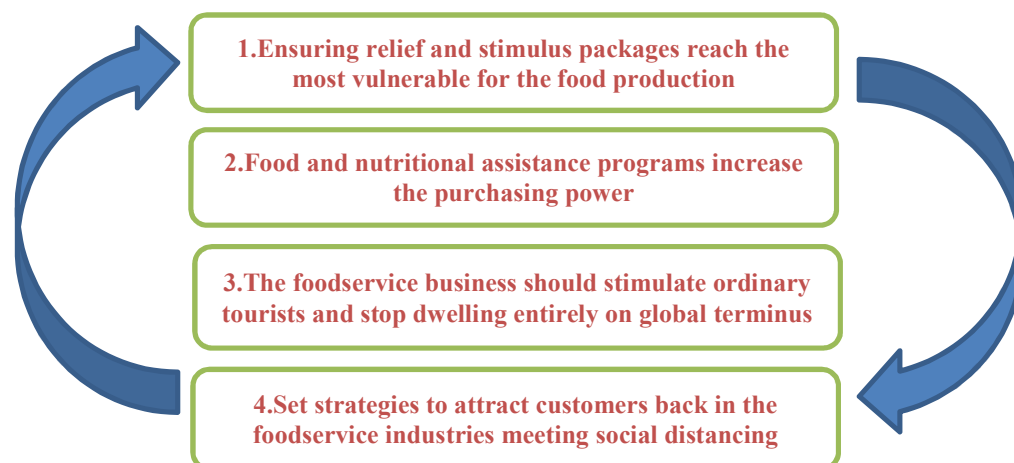 1.Ensuring relief and stimulus packages reach the
most vulnerable for the food production
2.Food and nutritional assistance programs increase
the purchasing power
3.The foodservice business should stimulate ordinary
tourists and stop dwelling entirely on global terminus
4.Set strategies to attract customers back in the
foodservice industries meeting social distancing